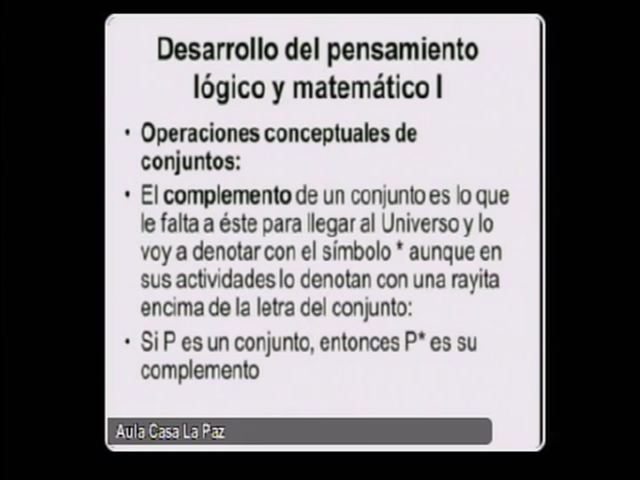 Desarrollo del pensamiento
lógico y matemático I
• Operaciones conceptuales de
conjuntos:
• El complemento de un conjunto es lo que
le falta a éste para llegar al Universo y lo
voy a denotar con el símbolo * aunque en
sus actividades lo denotan con una rayita
encima de la letra del conjunto:
• Si P es un conjunto, entonces P* es su
complemento
Aula Casa La Paz